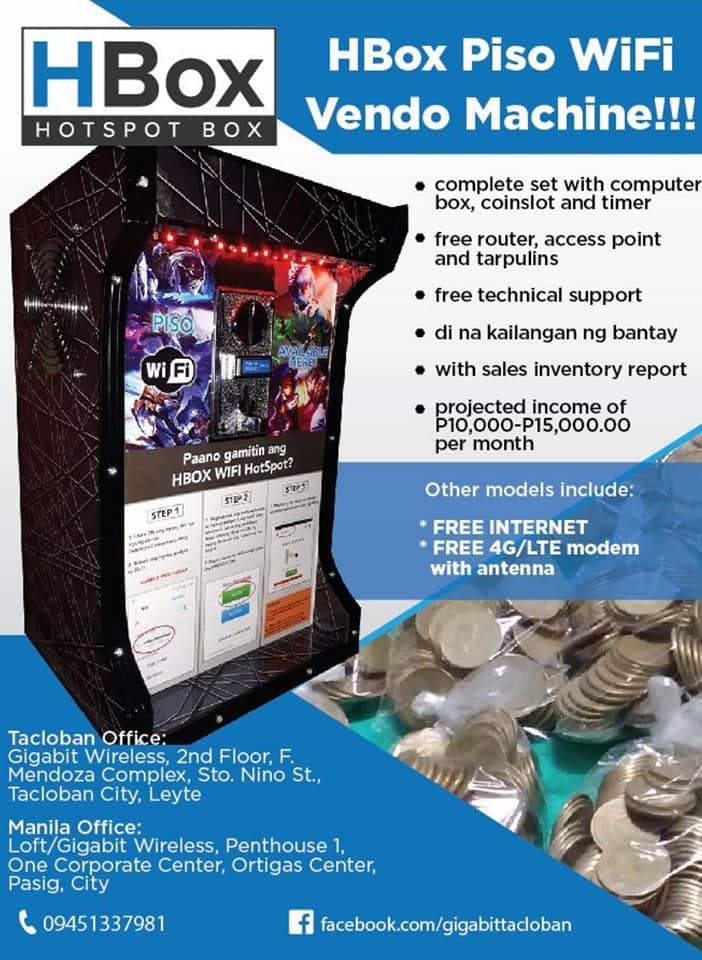 HBox
HOTSPOT BOX
HBox Piso WiFi
Vendo Machine!!!
• complete set with computer
box, coinslot and timer
• free router, access point
and tarpulins
• free technical support
• di na kailangan ng bantay
• with sales inventory report
• projected income of
P10,000-P15,000.00
per month
Other models include:
* FREE INTERNET
* FREE 4G/LTE modem
with antenna
PISO
WiFi
AVAILABLE
HERE!
Paano gamitin ang
HBOX WIFI HotSpot?
STEP 1
STEP 2
STEP 3
Tacloban Office:
Gigabit Wireless, 2nd Floor, F.
Mendoza Complex, Sto. Nino St.,
Tacloban City, Leyte
Manila Office:
Loft/Gigabit Wireless, Penthouse 1,
One Corporate Center, Ortigas Center,
Pasig, City
09451337981
facebook.com/gigabittacloban